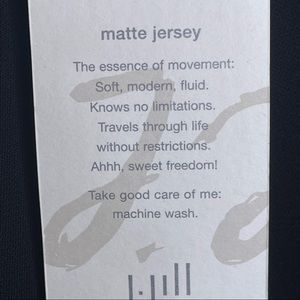 matte jersey
The essence of movement:
Soft, modern, fluid.
Knows no limitations.
Travels through life
without restrictions.
Ahhh, sweet freedom!
Take good care of me:
machine wash.
j.jill